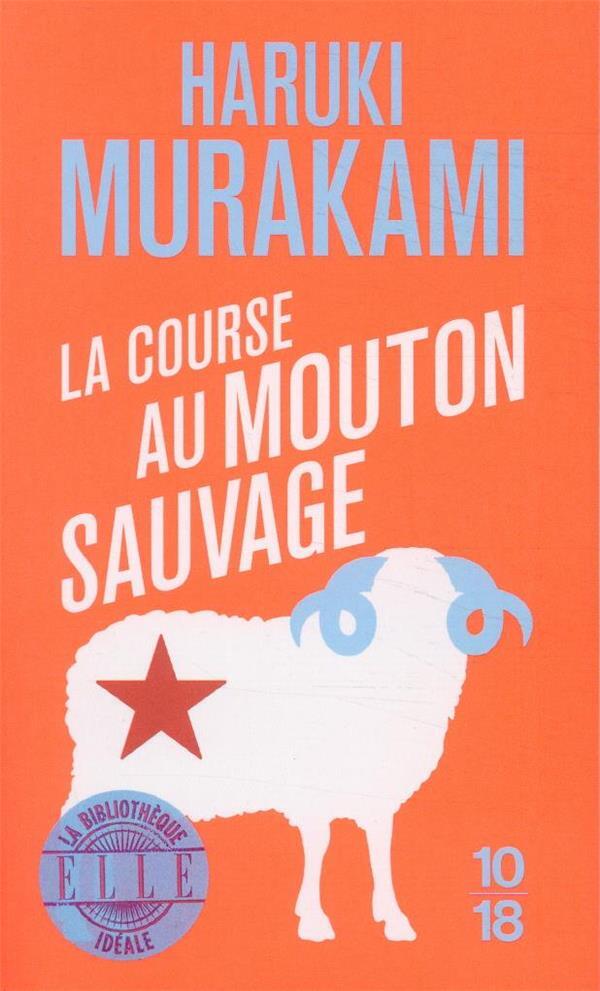 HARUKI
MURAKAMI
LA COURSE
AU MOUTON
SAUVAGE
LA BIBLIOTHÈQUE
ELLE
IDÉALE
10
18